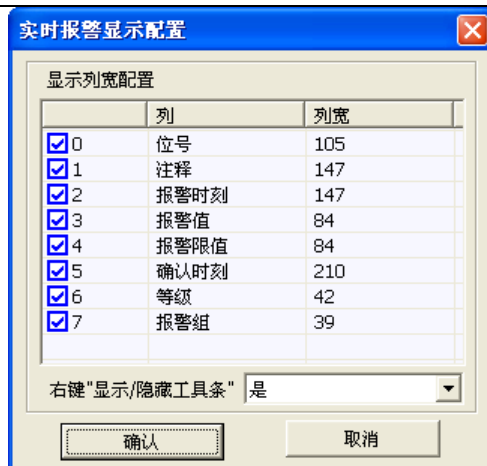 实时报警显示配置
显示列宽配置
列 列宽
0 位号 105
1 注释 147
2 报警时刻 147
3 报警值 84
4 报警限值 84
5 确认时刻 210
6 等级 42
7 报警组 39
右键"显示/隐藏工具条" 是
确认 取消